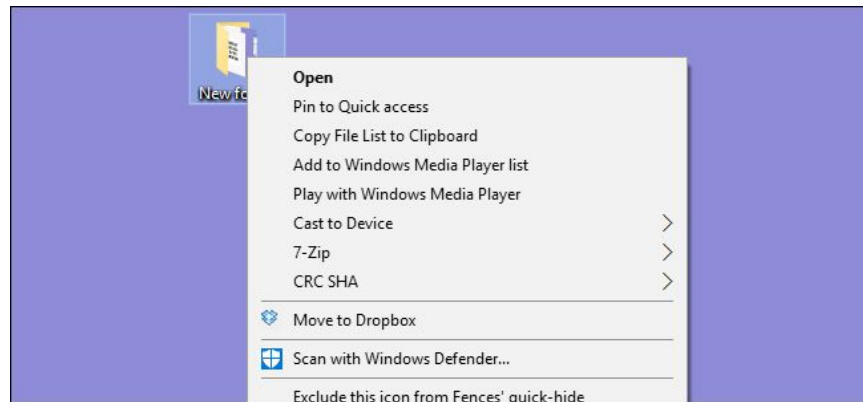 New fo
Open
Pin to Quick access
Copy File List to Clipboard
Add to Windows Media Player list
Play with Windows Media Player
Cast to Device
7-Zip
CRC SHA
Move to Dropbox
Scan with Windows Defender...
Exclude this icon from Fences' quick-hide